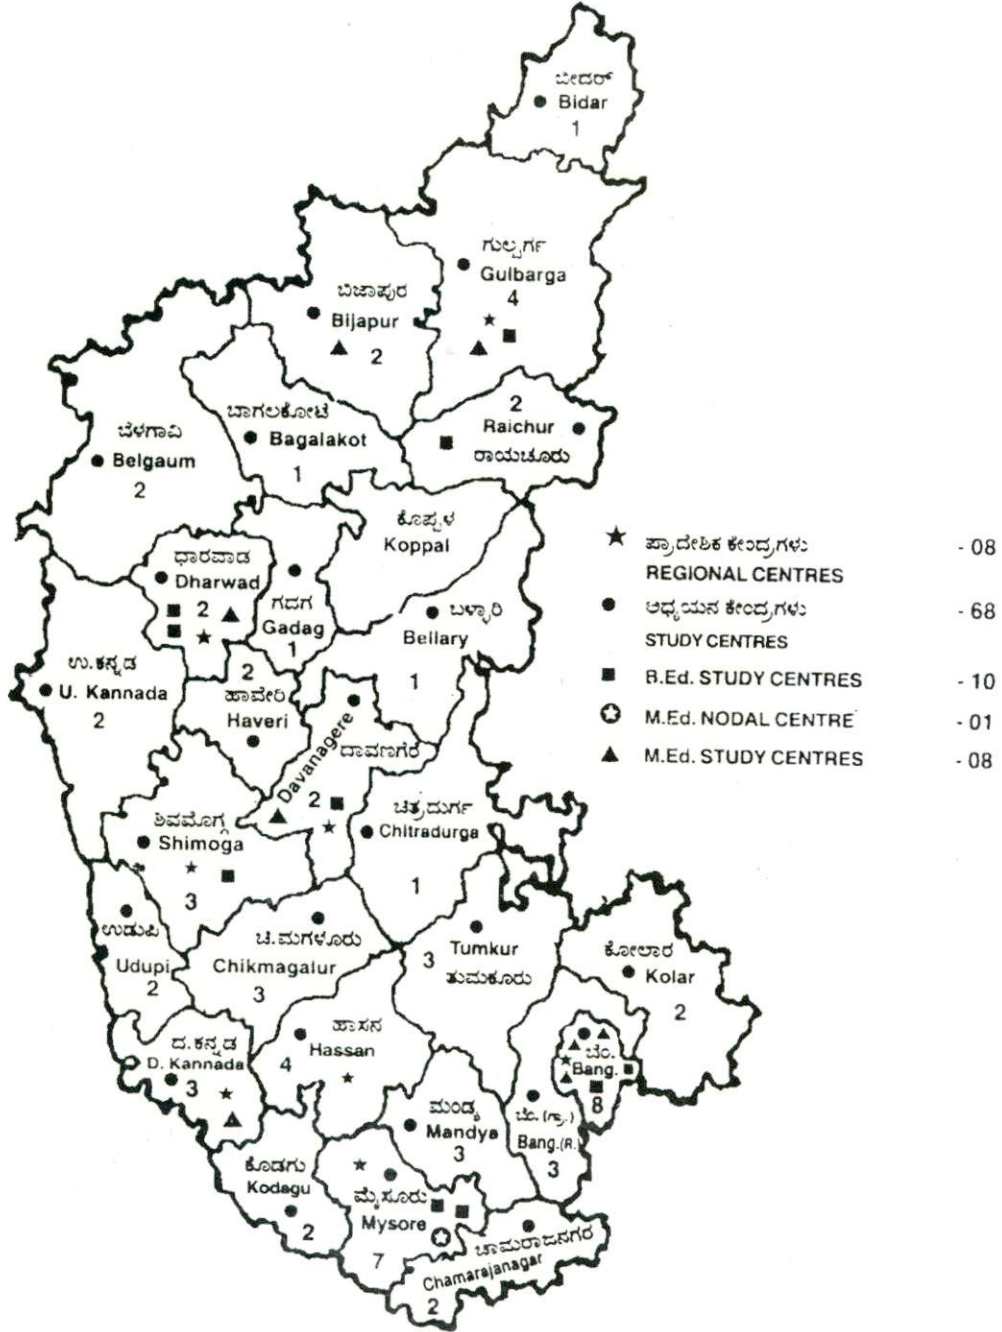 ಬೀದರ್
Bidar
1
ಗುಲ್ಬರ್ಗ
Gulbarga
4
ಬಿಜಾಪುರ
Bijapur
2
2
Raichur
ರಾಯಚೂರು
ಬಾಗಲಕೋಟೆ
Bagalakot
1
ಬೆಳಗಾವಿ
Belgaum
2
ಕೊಪ್ಪಳ
Koppal
ಧಾರವಾಡ
Dharwad
2
ಗದಗ
Gadag
1
ಬಳ್ಳಾರಿ
Bellary
1
ಉ.ಕನ್ನಡ
U. Kannada
2
2
ಹಾವೇರಿ
Haveri
Davanagere
ದಾವಣಗೆರೆ
2
ಶಿವಮೊಗ್ಗ
Shimoga
3
ಚಿತ್ರದುರ್ಗ
Chitradurga
1
ಉಡುಪಿ
Udupi
2
ಚಿ.ಮಗಳೂರು
Chikmagalur
3
3 Tumkur
ತುಮಕೂರು
ಕೋಲಾರ
Kolar
2
ದ.ಕನ್ನಡ
D. Kannada
3
ಹಾಸನ
Hassan
4
ಬೆಂ.
Bang.
8
ಬೆಂ.(ಗ್ರಾ.)
Bang.(R.
3
ಮಂಡ್ಯ
Mandya
3
ಕೊಡಗು
Kodagu
2
ಮೈಸೂರು
Mysore
7
ಚಾಮರಾಜನಗರ
Chamarajanagar
2
ಪ್ರಾದೇಶಿಕ ಕೇಂದ್ರಗಳು - 08
REGIONAL CENTRES
ಅಧ್ಯಯನ ಕೇಂದ್ರಗಳು - 68
STUDY CENTRES
B.Ed. STUDY CENTRES - 10
M.Ed. NODAL CENTRE - 01
M.Ed. STUDY CENTRES - 08